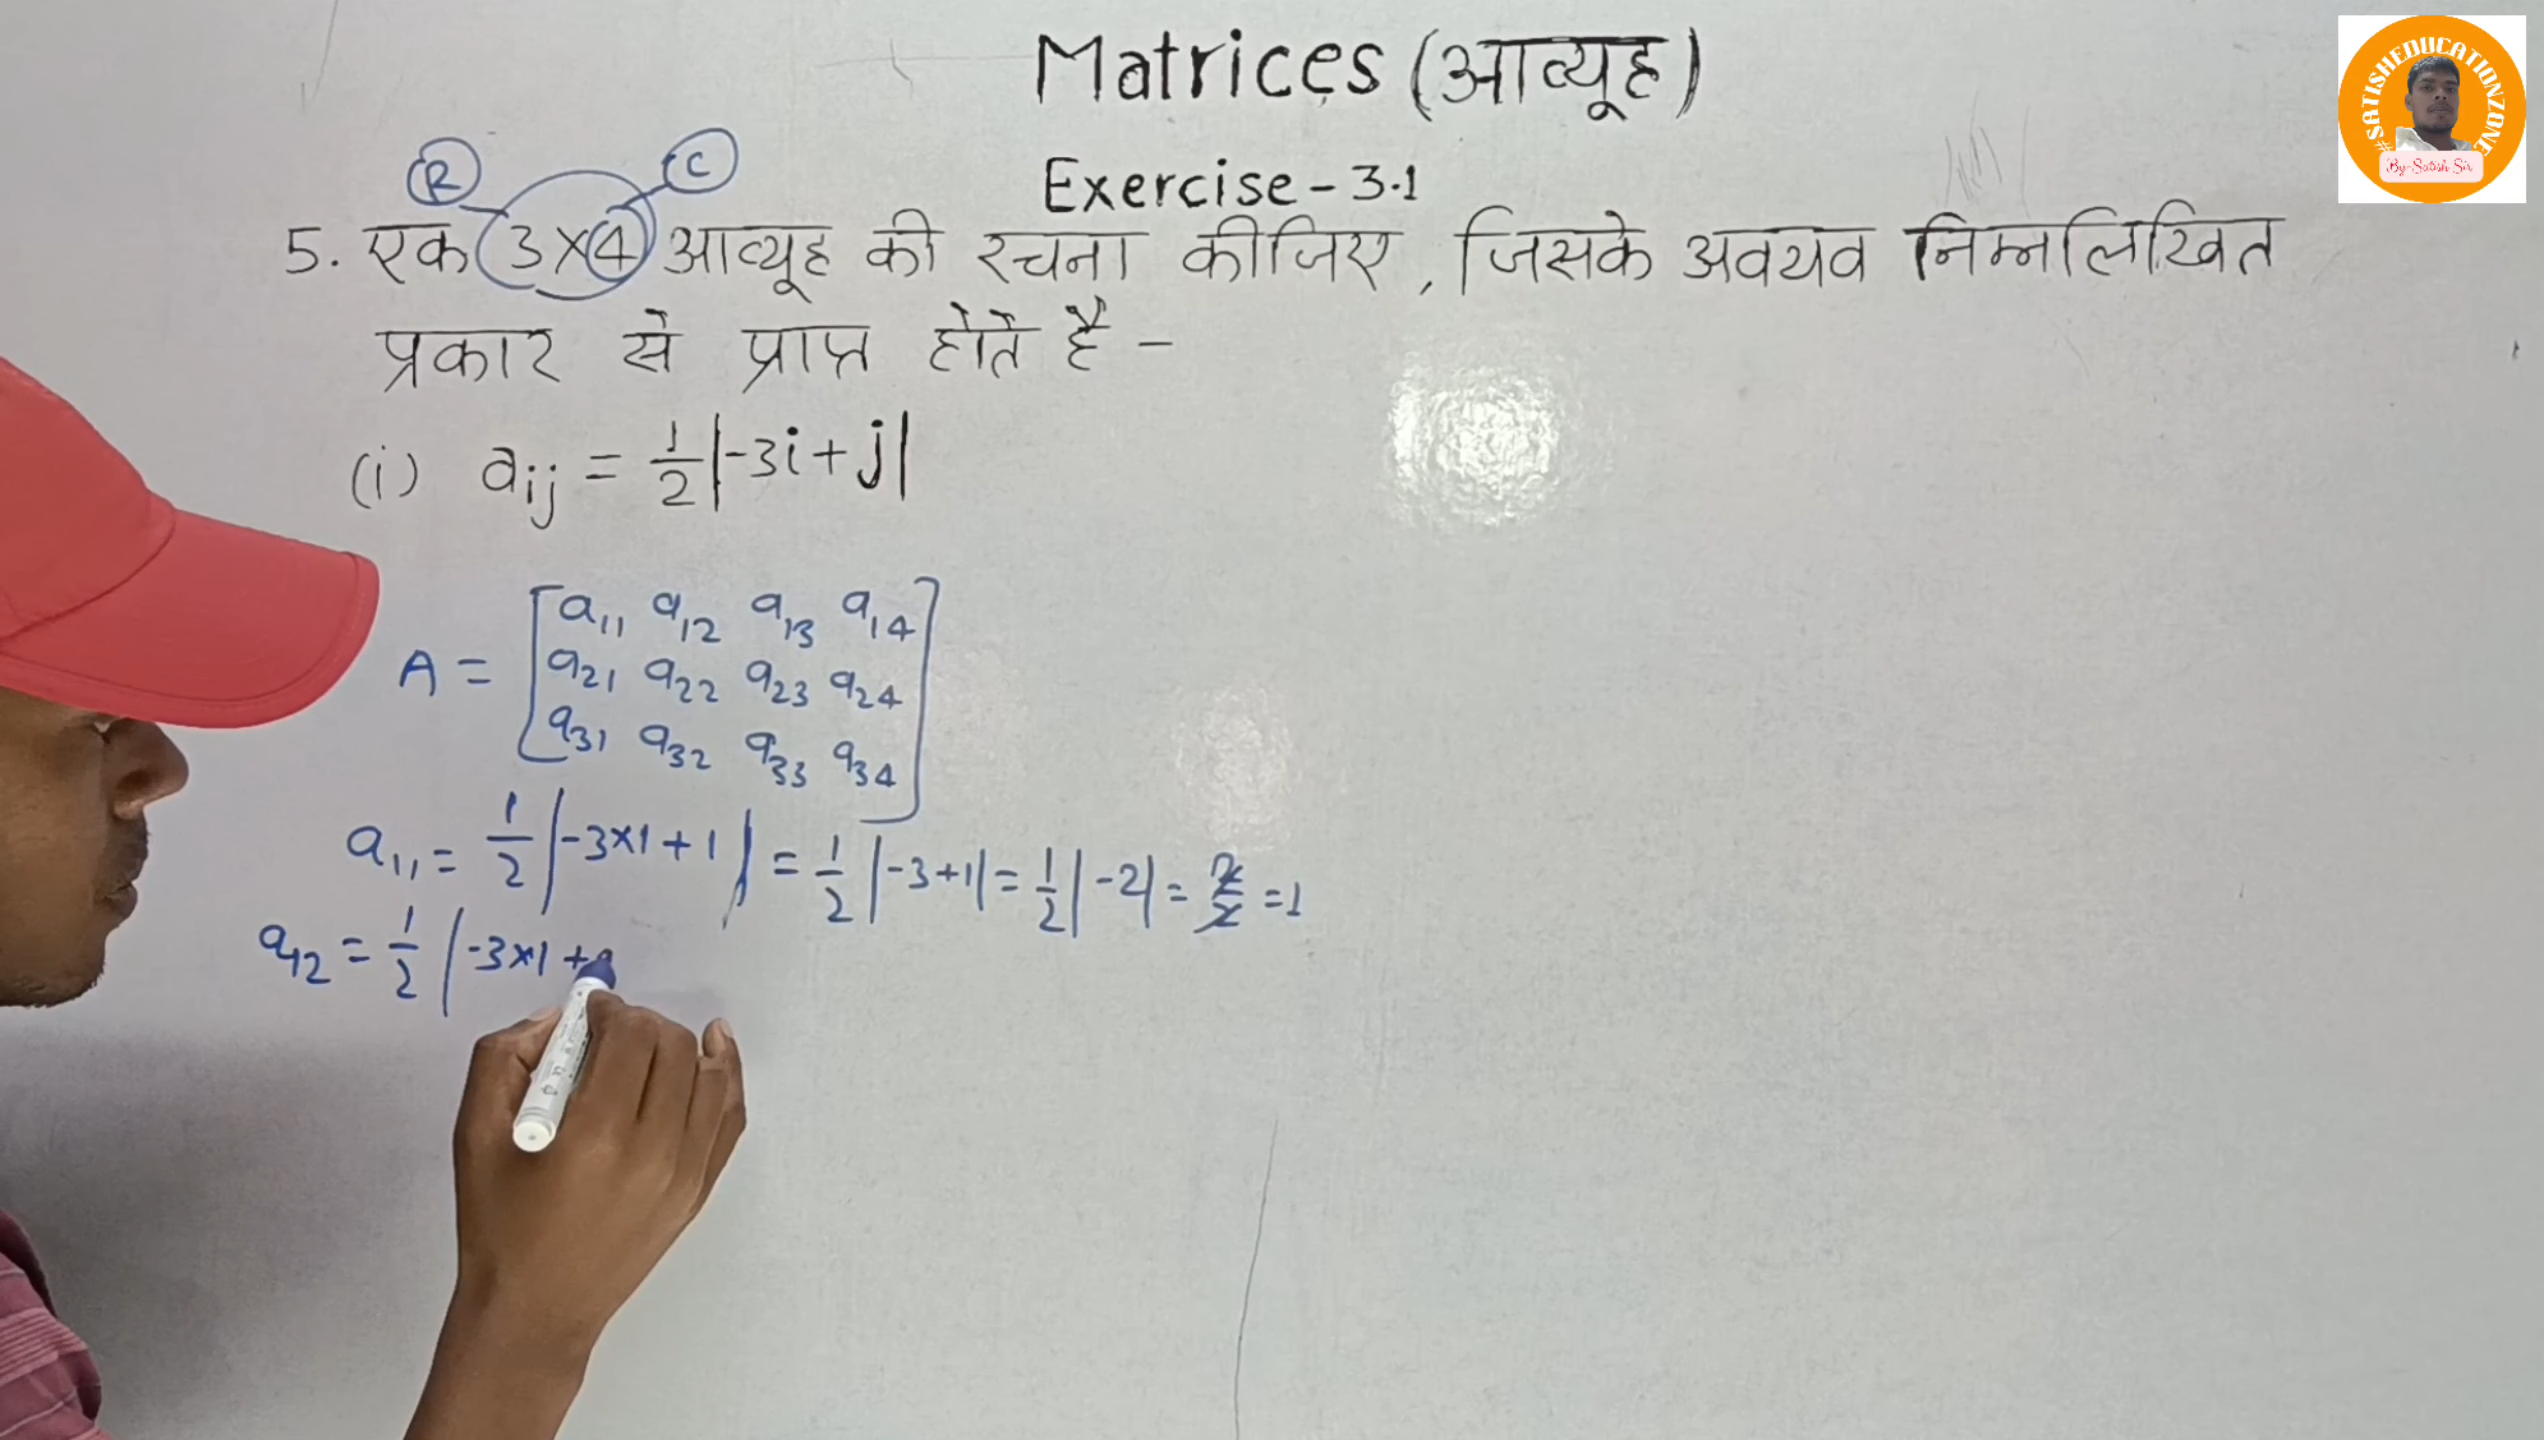 Matrices (आव्यूह)
#SATISHEDUCATIONZONE
By-Satish Sir
Exercise - 3.1
R C
5. एक 3×4 आव्यूह की रचना कीजिए, जिसके अवयव निम्नलिखित
प्रकार से प्राप्त होते है -
(i) aij = 1/2 |-3i + j|
a11 a12 a13 a14
A = a21 a22 a23 a24
a31 a32 a33 a34
a11 = 1/2 |-3×1 + 1| = 1/2 |-3+1| = 1/2 |-2| = 2/2 = 1
a12 = 1/2 |-3×1 +